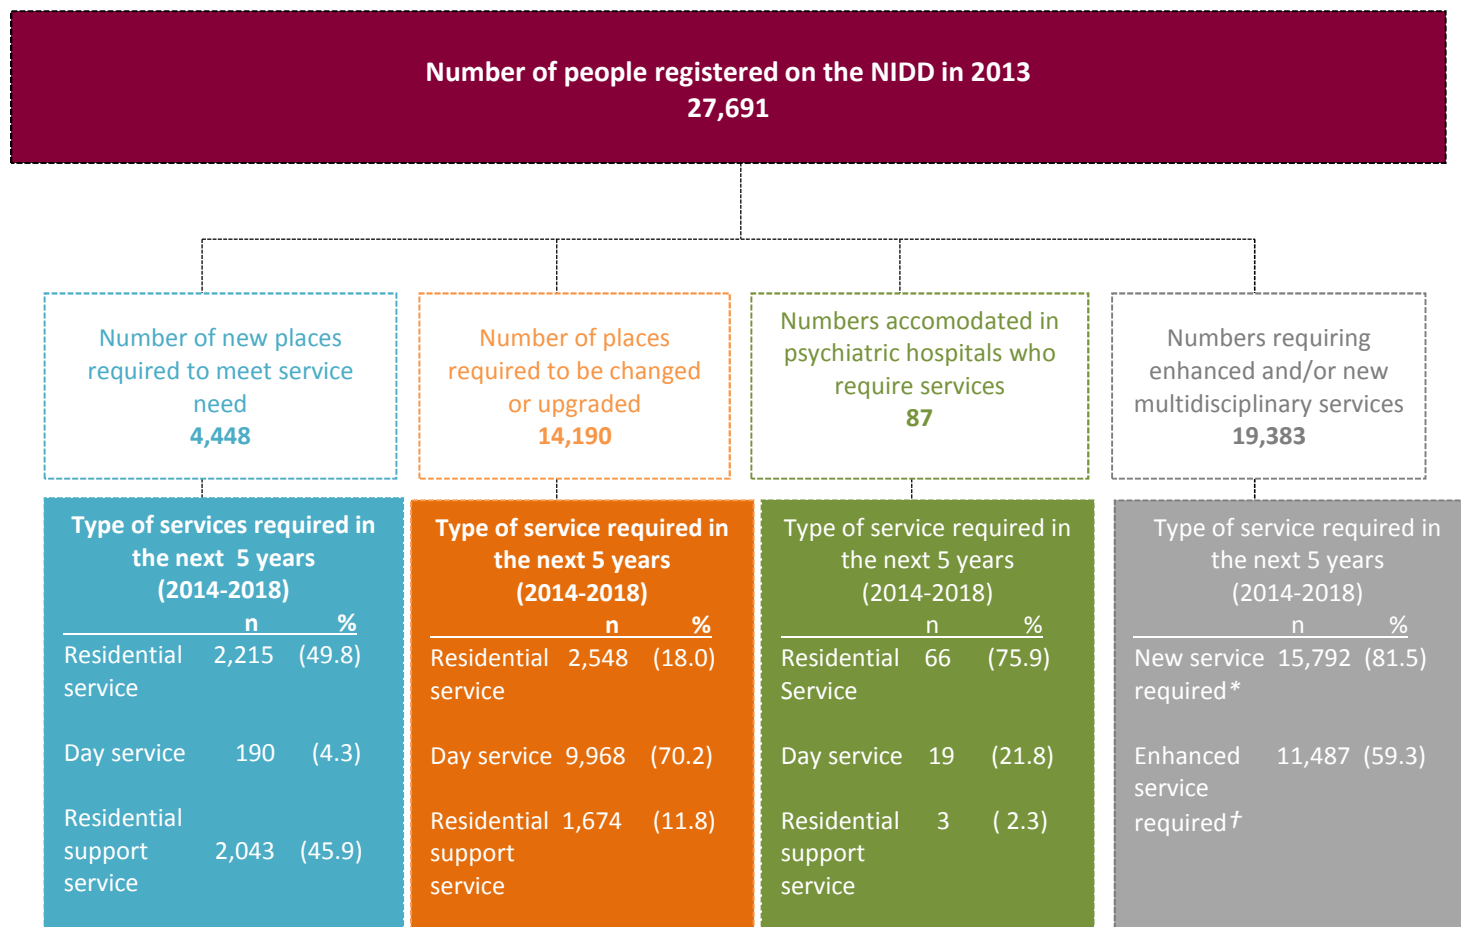 Number of people registered on the NIDD in 2013
27,691
Number of new places
required to meet service
need
4,448
Number of places
required to be changed
or upgraded
14,190
Numbers accomodated in
psychiatric hospitals who
require services
87
Numbers requiring
enhanced and/or new
multidisciplinary services
19,383
Type of services required in
the next 5 years
(2014-2018)
n %
Residential 2,215 (49.8)
service
Day service 190 (4.3)
Residential
support 2,043 (45.9)
service
Type of service required in
the next 5 years
(2014-2018)
n %
Residential 2,548 (18.0)
service
Day service 9,968 (70.2)
Residential 1,674 (11.8)
support
service
Type of service required in
the next 5 years
(2014-2018)
n %
Residential 66 (75.9)
Service
Day service 19 (21.8)
Residential 3 ( 2.3)
support
service
Type of service required in
the next 5 years
(2014-2018)
n %
New service 15,792 (81.5)
required*
Enhanced 11,487 (59.3)
service
required†